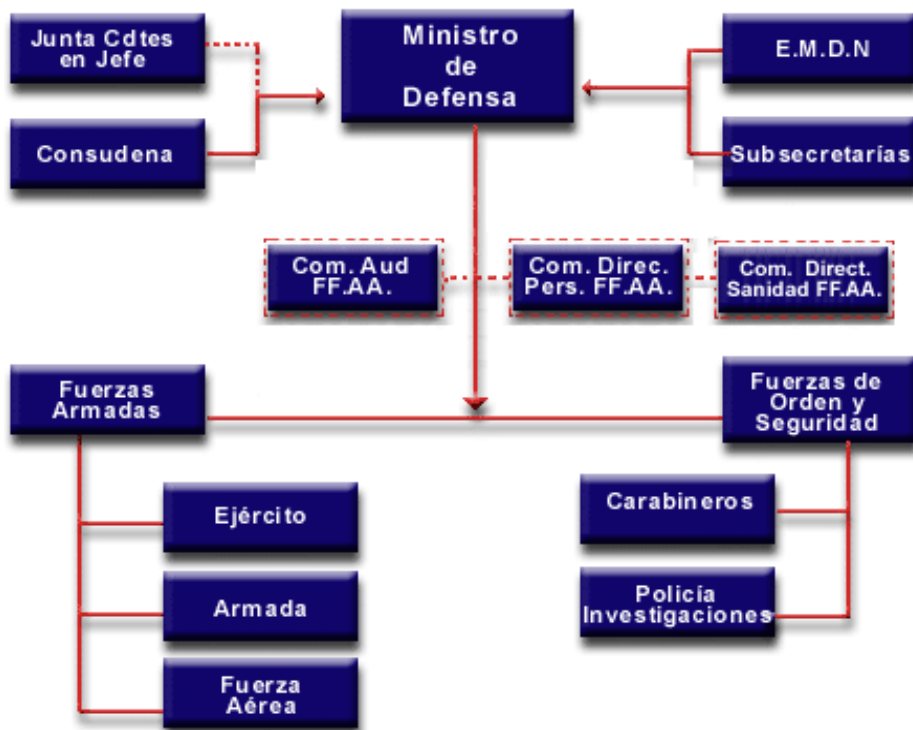 Junta Cdtes
en Jefe
Ministro
de
Defensa
E.M.D.N
Consudena
Subsecretarías
Com. Aud
FF.AA.
Com. Direc.
Pers. FF.AA.
Com. Direct.
Sanidad FF.AA.
Fuerzas
Armadas
Fuerzas de
Orden y
Seguridad
Ejército
Armada
Fuerza
Aérea
Carabineros
Policía
Investigaciones